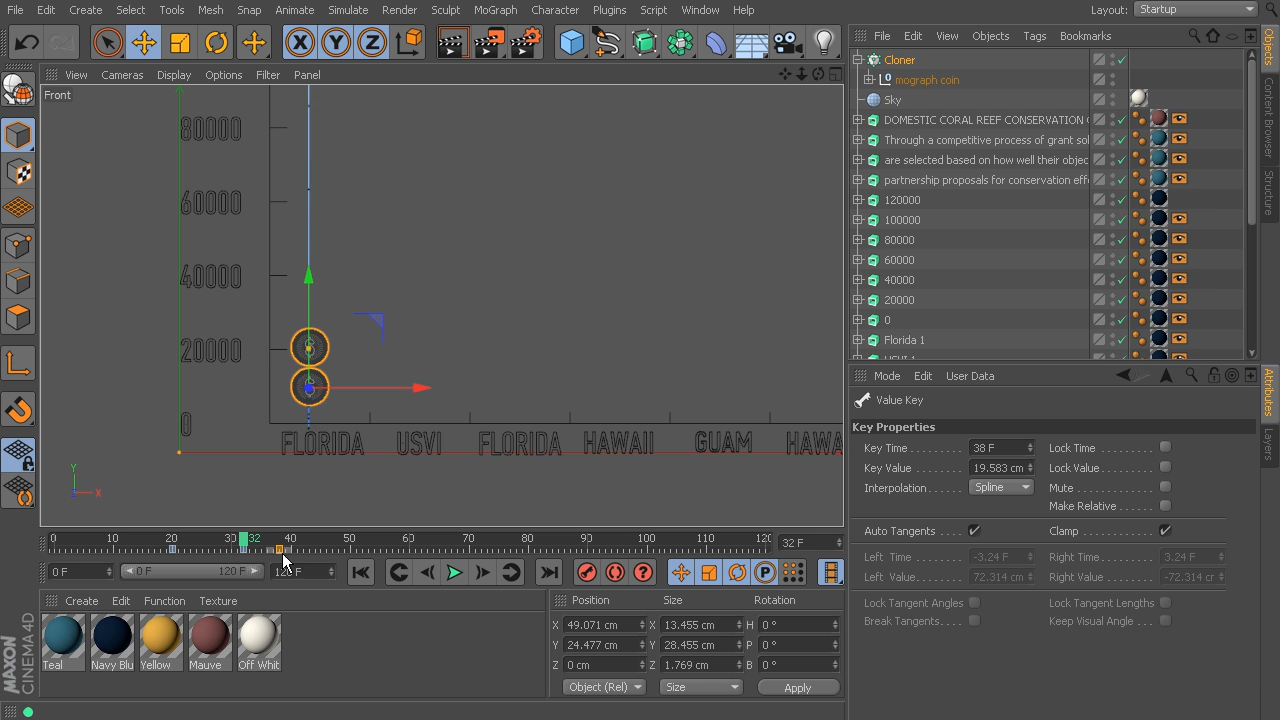 File Edit Create Select Tools Mesh Snap Animate Simulate Render Sculpt MoGraph Character Plugins Script Window Help
Layout: Startup
X Y Z
View Cameras Display Options Filter Panel
Front
80000
60000
40000
20000
0
FLORIDA USVI FLORIDA HAWAII GUAM HAWA
Y
X
File Edit View Objects Tags Bookmarks
Cloner
mograph coin
Sky
DOMESTIC CORAL REEF CONSERVATION
Through a competitive process of grant sol
are selected based on how well their objec
partnership proposals for conservation effo
120000
100000
80000
60000
40000
20000
0
Florida 1
USVI 1
Objects
Content Browser
Structure
Attributes
Layers
Mode Edit User Data
Value Key
Key Properties
Key Time 38 F Lock Time
Key Value 19.583 cm Lock Value
Interpolation Spline Mute
Make Relative
Auto Tangents Clamp
Left Time -3.24 F Right Time 3.24 F
Left Value 72.314 cm Right Value -72.314 cr
Lock Tangent Angles Lock Tangent Lengths
Break Tangents Keep Visual Angle
0 10 20 30 32 40 50 60 70 80 90 100 110 120 32 F
0 F 0 F 120 F 120 F
P
Create Edit Function Texture
Teal Navy Blu Yellow Mauve Off Whit
Position Size Rotation
X 49.071 cm X 13.455 cm H 0 °
Y 24.477 cm Y 28.455 cm P 0 °
Z 0 cm Z 1.769 cm B 0 °
Object (Rel) Size Apply
MAXON
CINEMA 4D